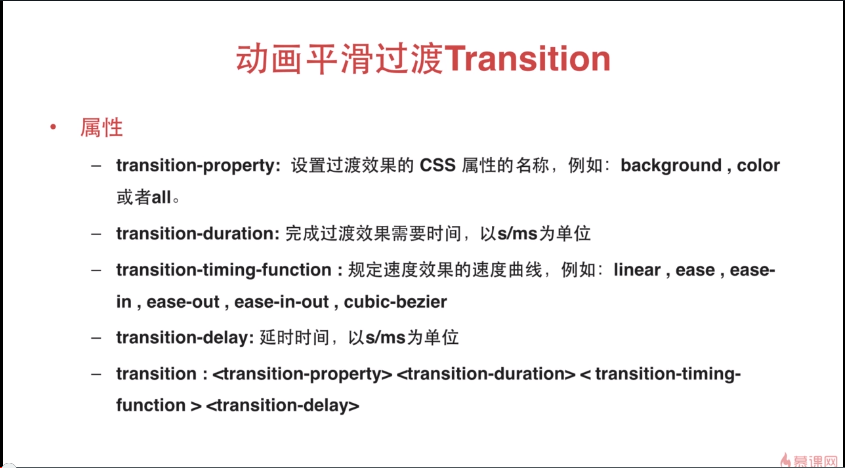 动画平滑过渡Transition
• 属性
– transition-property: 设置过渡效果的 CSS 属性的名称，例如：background , color
或者all。
– transition-duration: 完成过渡效果需要时间，以s/ms为单位
– transition-timing-function : 规定速度效果的速度曲线，例如：linear , ease , ease-
in , ease-out , ease-in-out , cubic-bezier
– transition-delay: 延时时间，以s/ms为单位
– transition : <transition-property> <transition-duration> < transition-timing-
function > <transition-delay>
慕课网